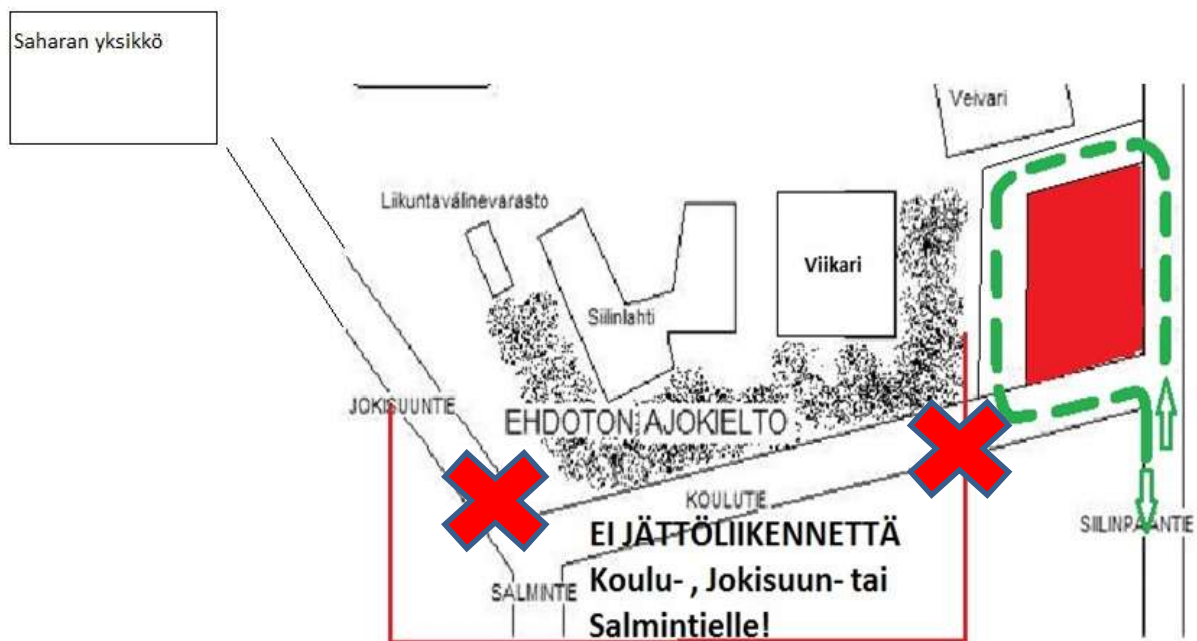 Saharan yksikkö
Veivari
Liikuntavälinevarasto
Viikari
Siilinlahti
JOKISUUNTIE
EHDOTON AJOKIELTO
KOULUTIE
SIILINPÄÄNTIE
EI JÄTTÖLIIKENNETTÄ
Koulu- , Jokisuun- tai
Salmintielle!
SALMINTIE